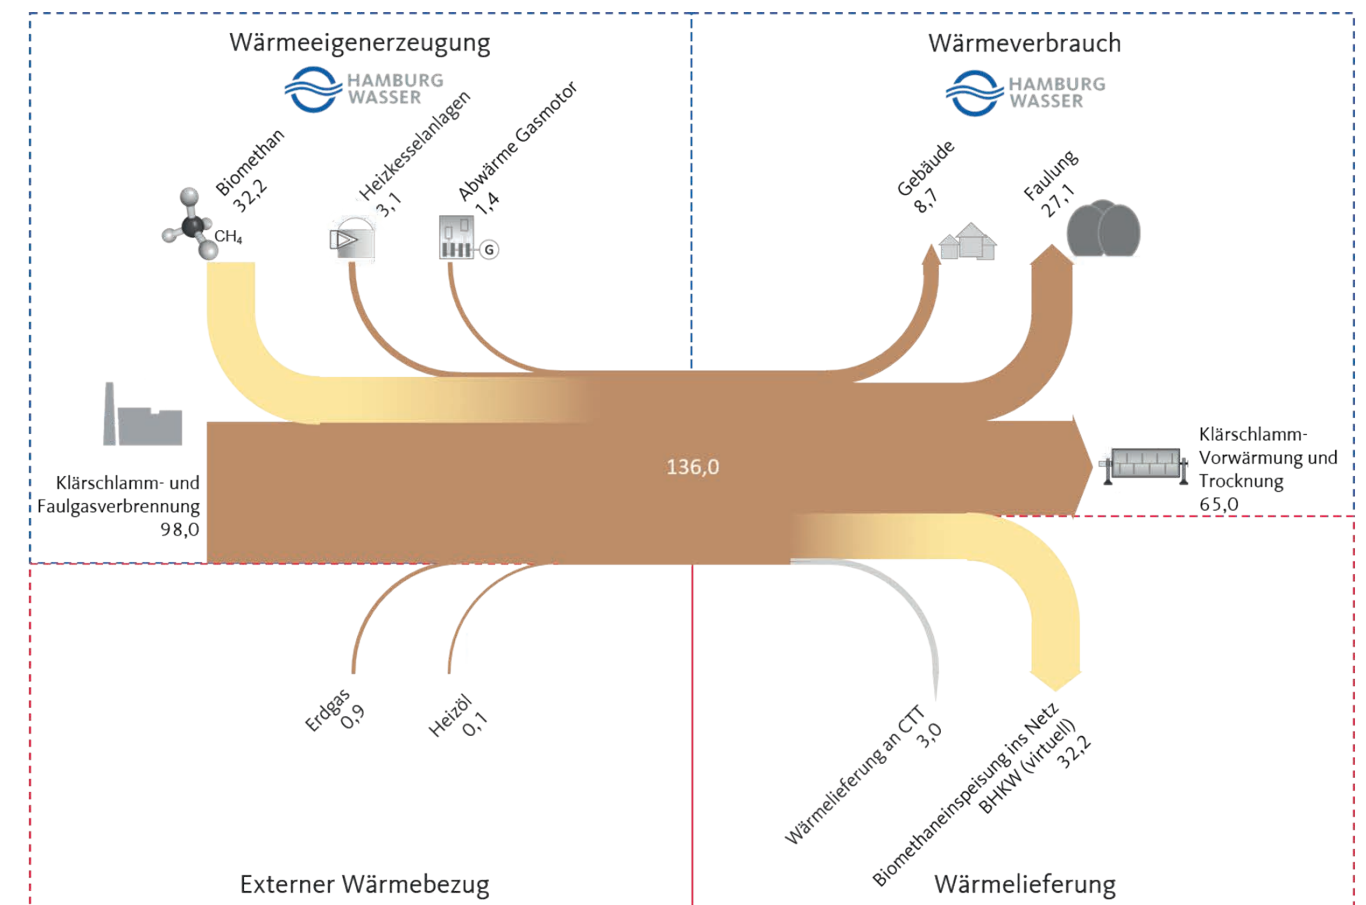 Wärmeeigenerzeugung
HAMBURG
WASSER
Biomethan
32,2
CH₄
Heizkesselanlagen
3,1
Abwärme Gasmotor
1,4
G
Wärmeverbrauch
HAMBURG
WASSER
Gebäude
8,7
Faulung
27,1
Klärschlamm- und
Faulgasverbrennung
98,0
136,0
Klärschlamm-
Vorwärmung und
Trocknung
65,0
Erdgas
0,9
Heizöl
0,1
Externer Wärmebezug
Wärmelieferung an CTT
3,0
Biomethaneinspeisung ins Netz
BHKW (virtuell)
32,2
Wärmelieferung